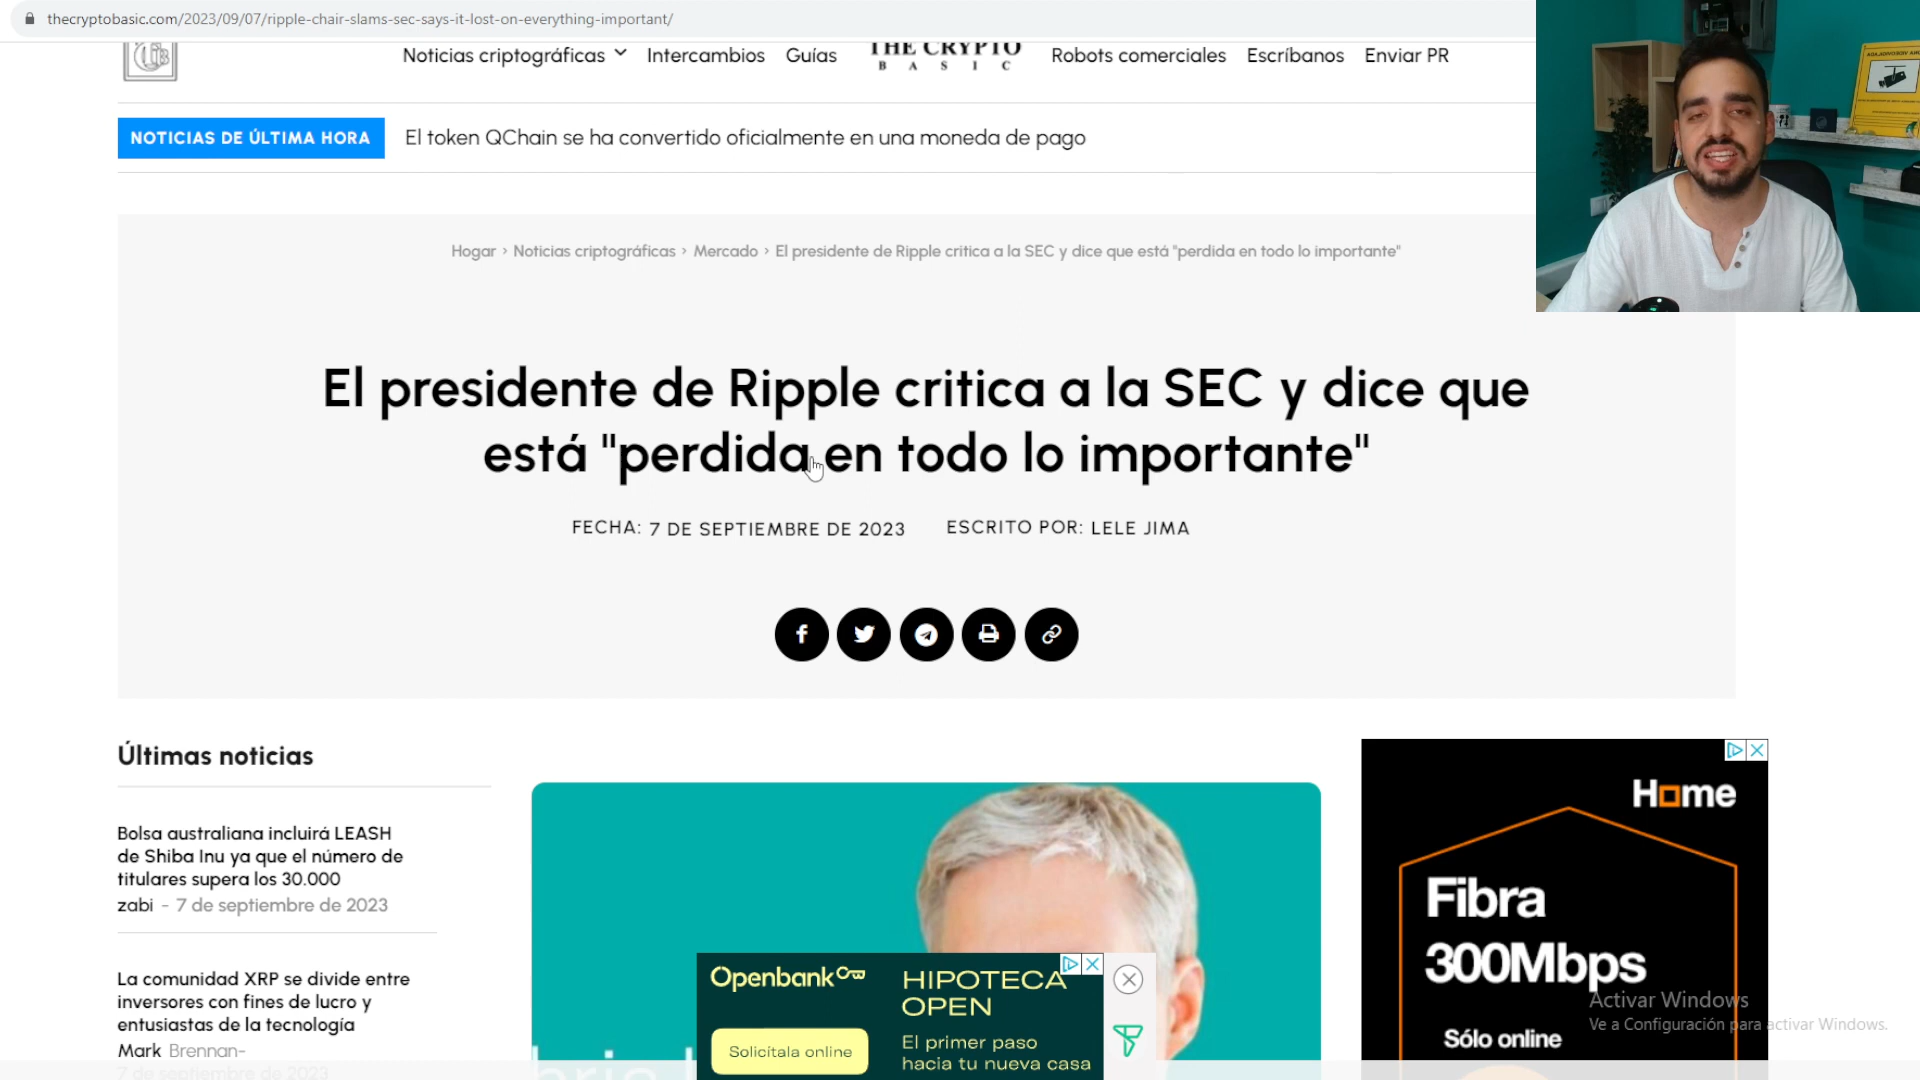 thecryptobasic.com/2023/09/07/ripple-chair-slams-sec-says-it-lost-on-everything-important/
Noticias criptográficas
Intercambios
Guías
THE CRYPTO
BASIC
Robots comerciales
Escríbanos
Enviar PR
NOTICIAS DE ÚLTIMA HORA
El token QChain se ha convertido oficialmente en una moneda de pago
Hogar › Noticias criptográficas › Mercado › El presidente de Ripple critica a la SEC y dice que está "perdida en todo lo importante"
El presidente de Ripple critica a la SEC y dice que
está "perdida en todo lo importante"
FECHA: 7 DE SEPTIEMBRE DE 2023
ESCRITO POR: LELE JIMA
Últimas noticias
Bolsa australiana incluirá LEASH
de Shiba Inu ya que el número de
titulares supera los 30.000
zabi - 7 de septiembre de 2023
La comunidad XRP se divide entre
inversores con fines de lucro y
entusiastas de la tecnología
Mark Brennan-
7 de septiembre de 2023
Openbank
Solicítala online
HIPOTECA
OPEN
El primer paso
hacia tu nueva casa
Home
Fibra
300Mbps
Sólo online
Activar Windows
Ve a Configuración para activar Windows.